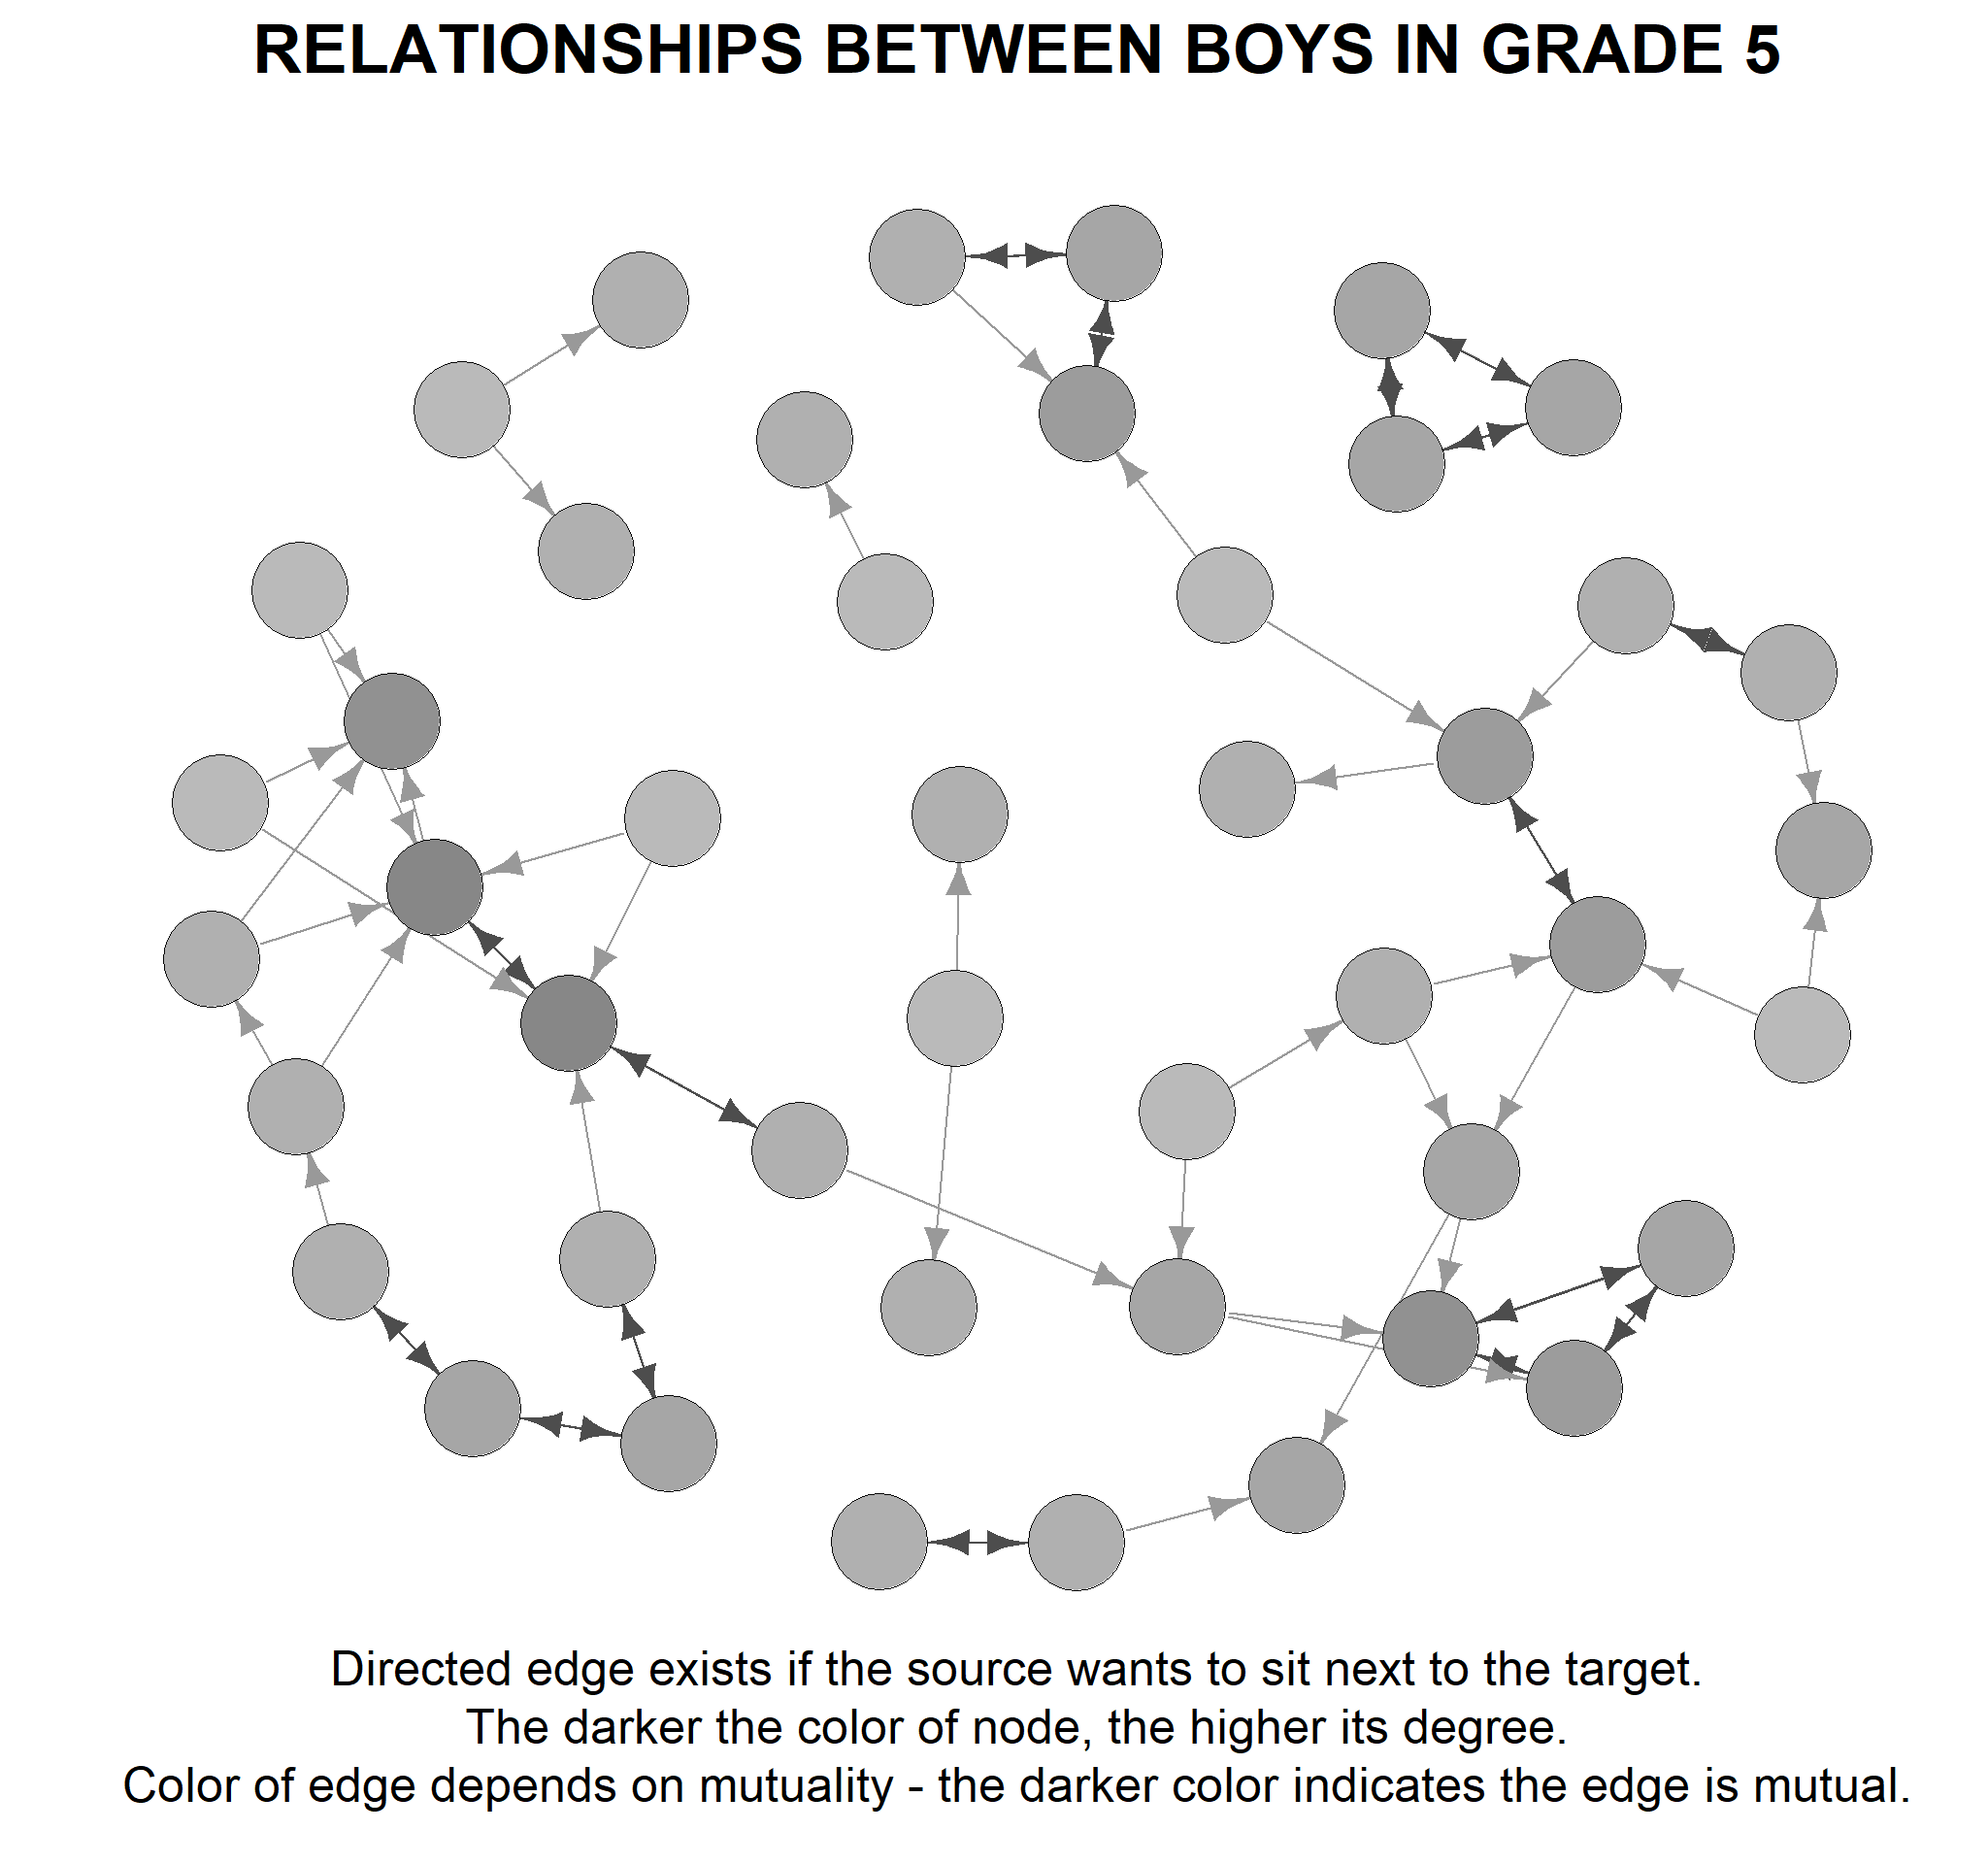 RELATIONSHIPS BETWEEN BOYS IN GRADE 5
Directed edge exists if the source wants to sit next to the target.
The darker the color of node, the higher its degree.
Color of edge depends on mutuality - the darker color indicates the edge is mutual.